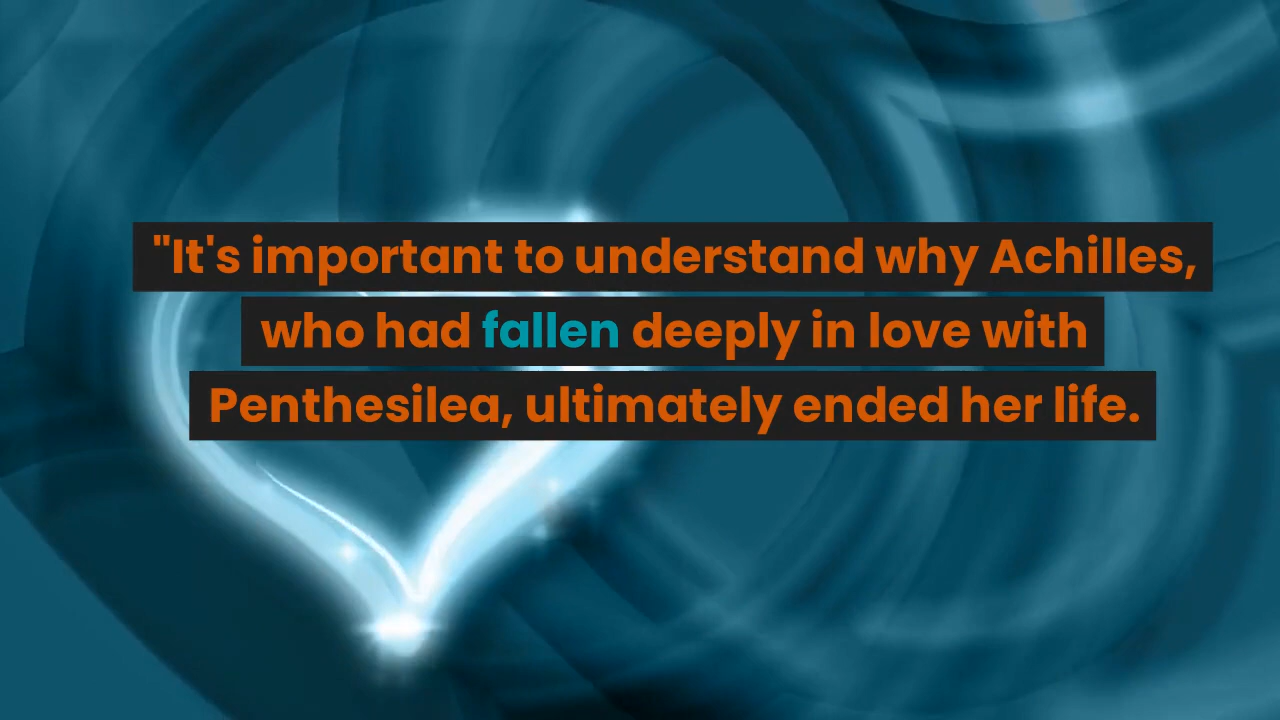 "It's important to understand why Achilles,
who had fallen deeply in love with
Penthesilea, ultimately ended her life.